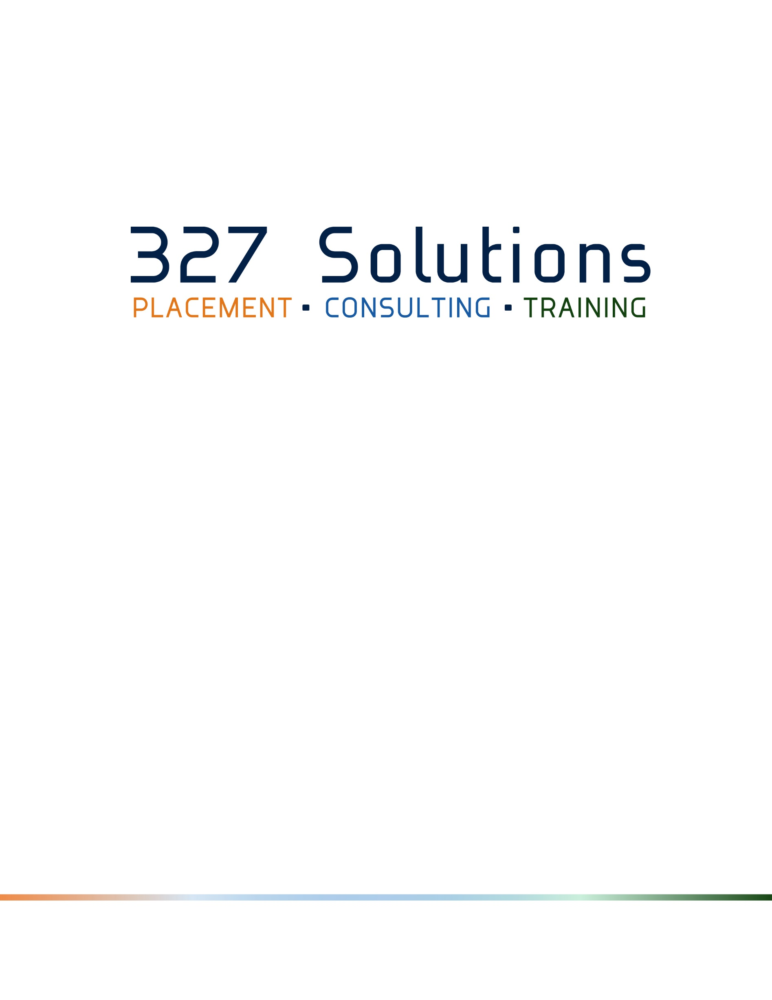 327 Solutions
PLACEMENT ▪ CONSULTING ▪ TRAINING